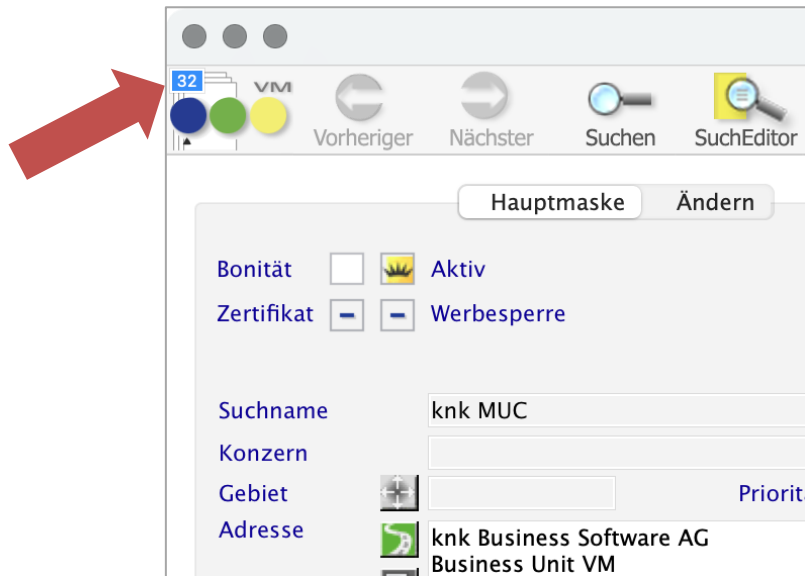 32
VM
Vorheriger Nächster Suchen SuchEditor
Hauptmaske Ändern
Bonität Aktiv
Zertifikat Werbesperre
Suchname knk MUC
Konzern
Gebiet Priorit
Adresse knk Business Software AG
Business Unit VM